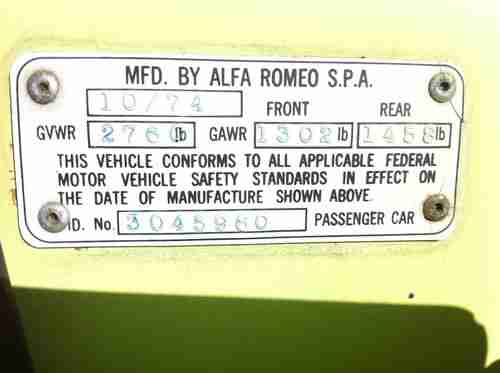 MFD. BY ALFA ROMEO S.P.A.
10/74 FRONT REAR
GVWR 2760 lb GAWR 1302 lb 1458 lb
THIS VEHICLE CONFORMS TO ALL APPLICABLE FEDERAL
MOTOR VEHICLE SAFETY STANDARDS IN EFFECT ON
THE DATE OF MANUFACTURE SHOWN ABOVE.
ID. No. 3045860 PASSENGER CAR